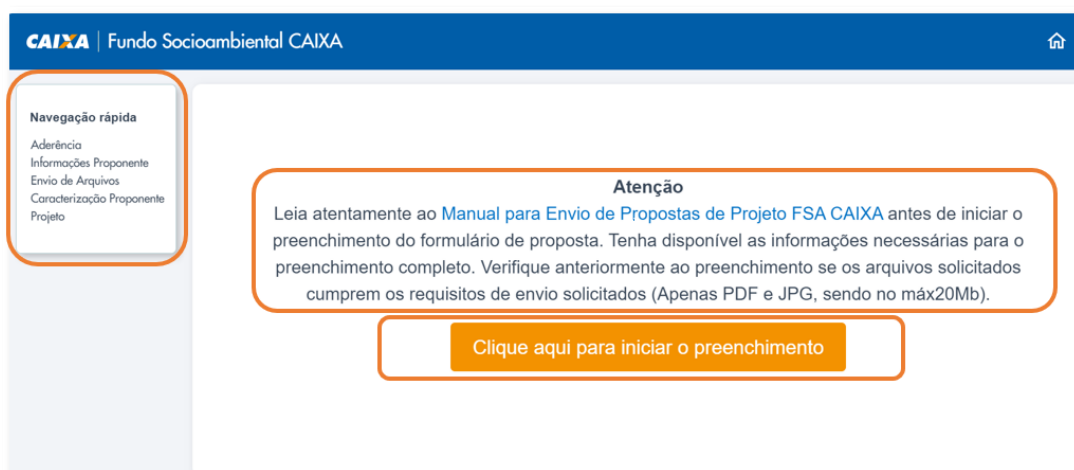 CAIXA | Fundo Socioambiental CAIXA
Navegação rápida
Aderência
Informações Proponente
Envio de Arquivos
Caracterização Proponente
Projeto
Atenção
Leia atentamente ao Manual para Envio de Propostas de Projeto FSA CAIXA antes de iniciar o
preenchimento do formulário de proposta. Tenha disponível as informações necessárias para o
preenchimento completo. Verifique anteriormente ao preenchimento se os arquivos solicitados
cumprem os requisitos de envio solicitados (Apenas PDF e JPG, sendo no máx20Mb).
Clique aqui para iniciar o preenchimento